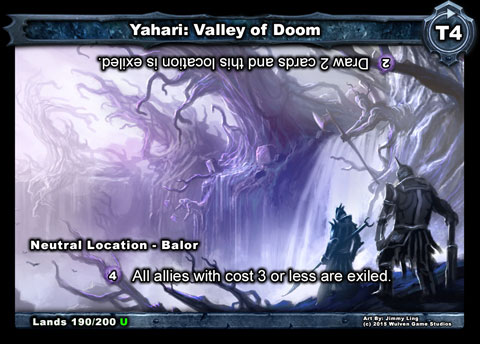 Yahari: Valley of Doom
T4
2 Draw 2 cards and this location is exiled.
Neutral Location - Balor
4 All allies with cost 3 or less are exiled.
Lands 190/200 U
Art By: Jimmy Ling
(c) 2015 Wulven Game Studios